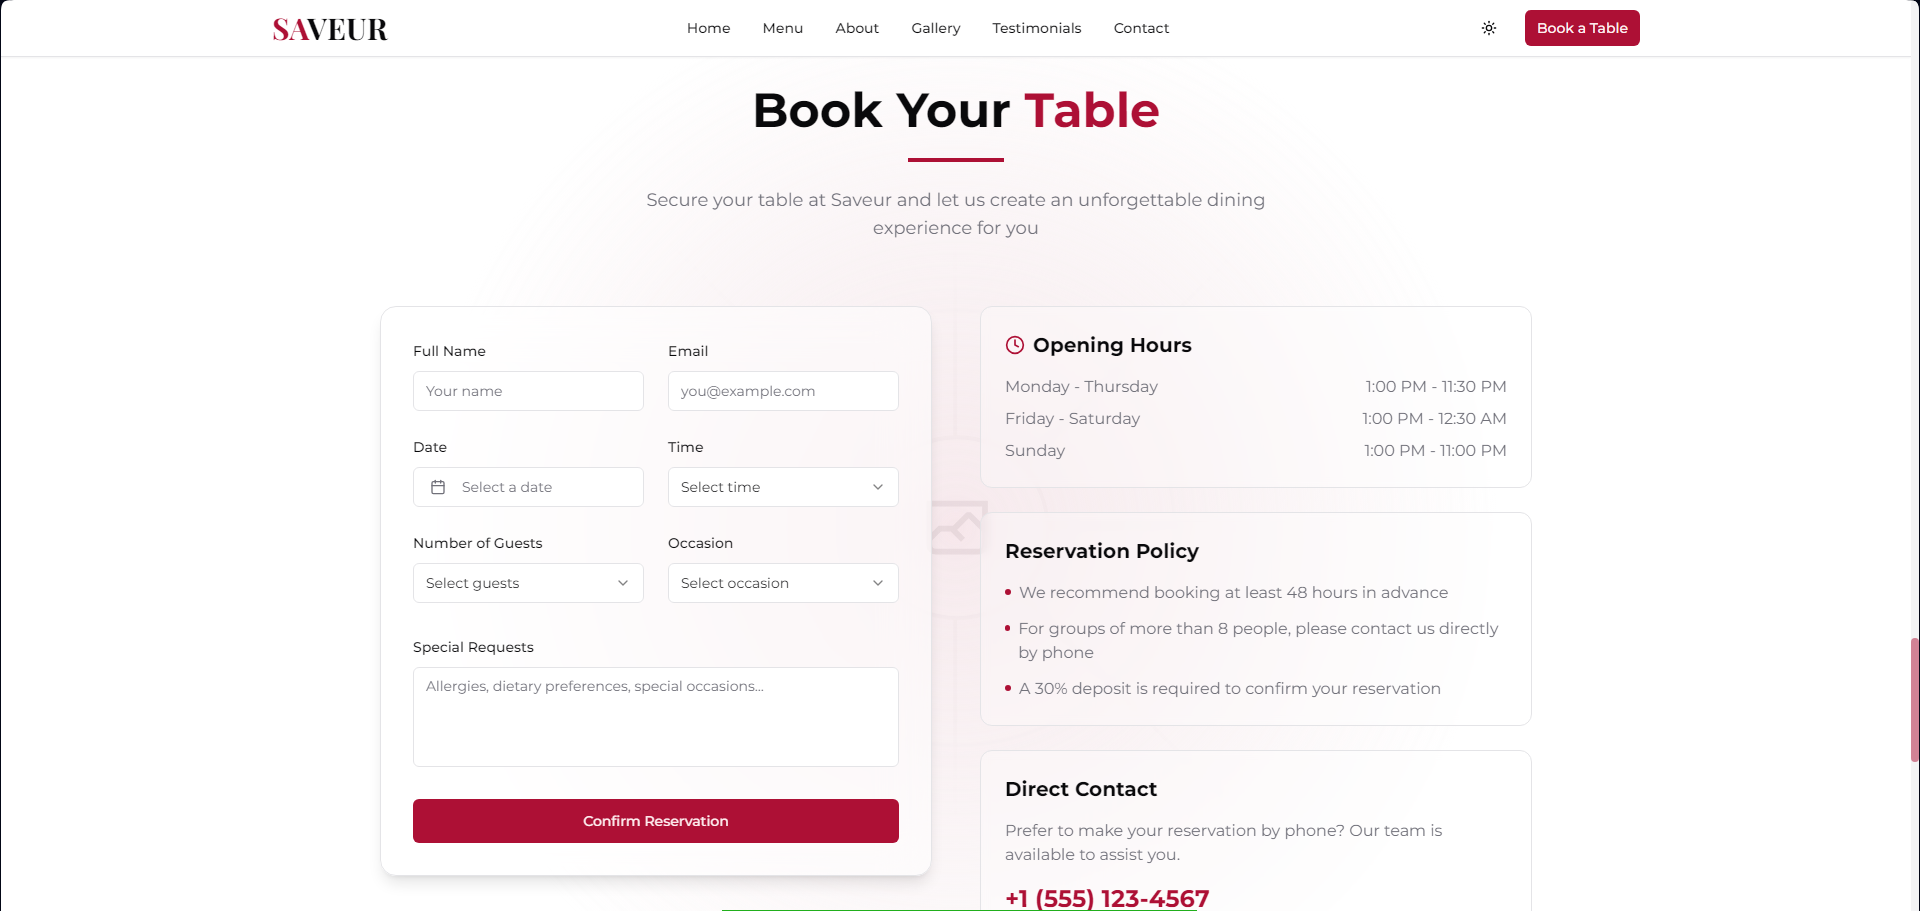 SAVEUR
Home Menu About Gallery Testimonials Contact
Book a Table
Book Your Table
Secure your table at Saveur and let us create an unforgettable dining
experience for you
Full Name
Your name
Email
you@example.com
Date
Select a date
Time
Select time
Number of Guests
Select guests
Occasion
Select occasion
Special Requests
Allergies, dietary preferences, special occasions...
Confirm Reservation
Opening Hours
Monday - Thursday 1:00 PM - 11:30 PM
Friday - Saturday 1:00 PM - 12:30 AM
Sunday 1:00 PM - 11:00 PM
Reservation Policy
We recommend booking at least 48 hours in advance
For groups of more than 8 people, please contact us directly
by phone
A 30% deposit is required to confirm your reservation
Direct Contact
Prefer to make your reservation by phone? Our team is
available to assist you.
+1 (555) 123-4567